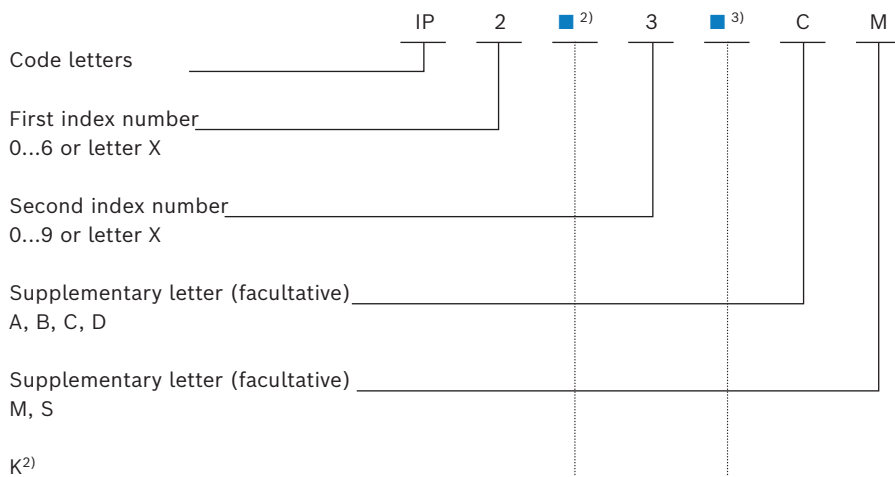 IP 2 ■ 2) 3 ■ 3) C M
Code letters
First index number
0...6 or letter X
Second index number
0...9 or letter X
Supplementary letter (facultative)
A, B, C, D
Supplementary letter (facultative)
M, S
K2)